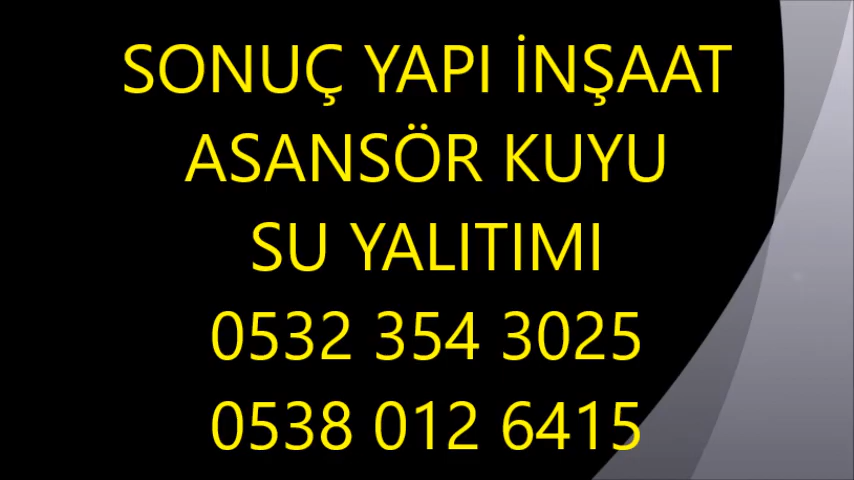 SONUÇ YAPI İNŞAAT
ASANSÖR KUYU
SU YALITIMI
0532 354 3025
0538 012 6415